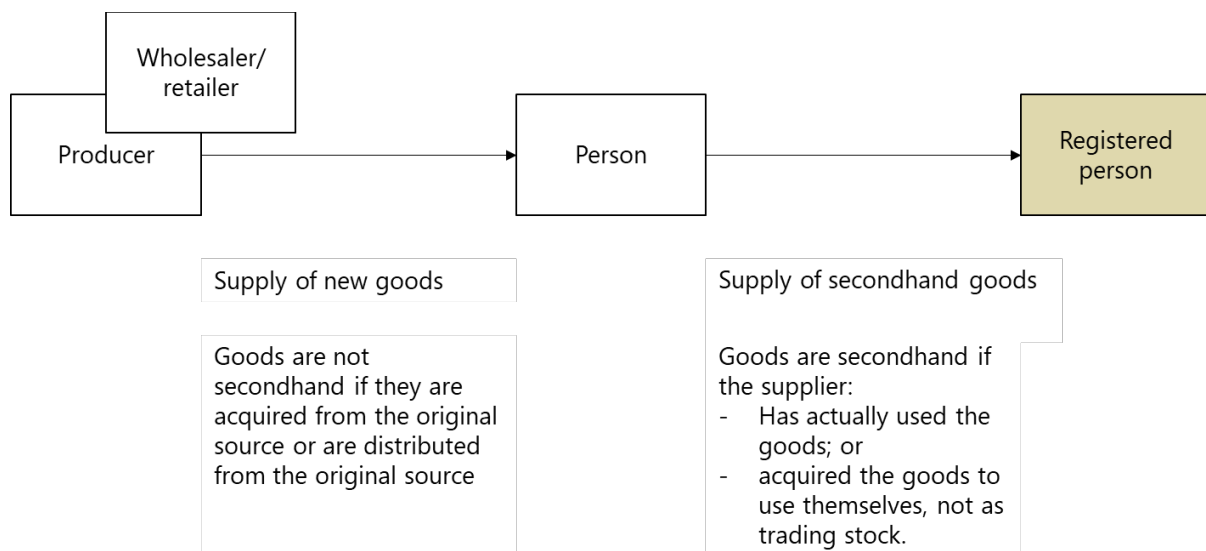 Wholesaler/
retailer
Producer
Person
Registered
person
Supply of new goods
Supply of secondhand goods
Goods are not
secondhand if they are
acquired from the original
source or are distributed
from the original source
Goods are secondhand if
the supplier:
- Has actually used the
goods; or
- acquired the goods to
use themselves, not as
trading stock.